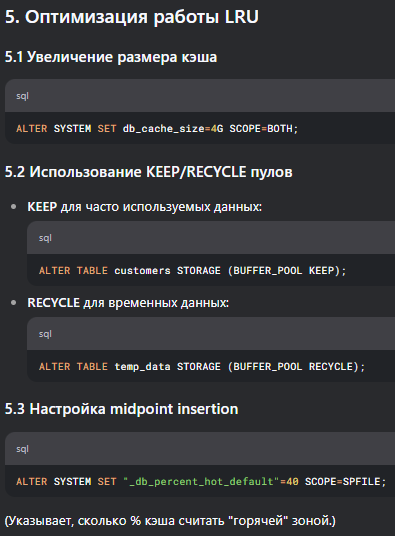 5. Оптимизация работы LRU
5.1 Увеличение размера кэша
sql
ALTER SYSTEM SET db_cache_size=4G SCOPE=BOTH;
5.2 Использование KEEP/RECYCLE пулов
• KEEP для часто используемых данных:
sql
ALTER TABLE customers STORAGE (BUFFER_POOL KEEP);
• RECYCLE для временных данных:
sql
ALTER TABLE temp_data STORAGE (BUFFER_POOL RECYCLE);
5.3 Настройка midpoint insertion
sql
ALTER SYSTEM SET "_db_percent_hot_default"=40 SCOPE=SPFILE;
(Указывает, сколько % кэша считать "горячей" зоной.)